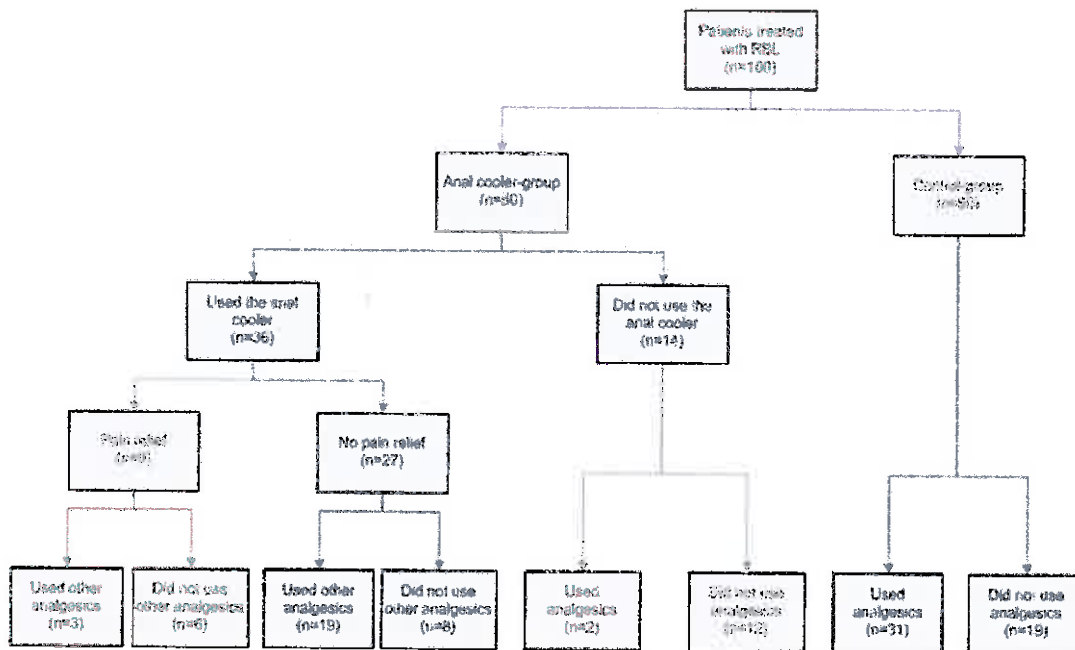 Patients treated
with RBL
(n=100)
Anal cooler-group
(n=50)
Control-group
(n=50)
Used the anal
cooler
(n=36)
Did not use the
anal cooler
(n=14)
Pain relief
(n=9)
No pain relief
(n=27)
Used other
analgesics
(n=3)
Did not use
other analgesics
(n=6)
Used other
analgesics
(n=19)
Did not use
other analgesics
(n=8)
Used
analgesics
(n=2)
Did not use
analgesics
(n=12)
Used
analgesics
(n=31)
Did not use
analgesics
(n=19)